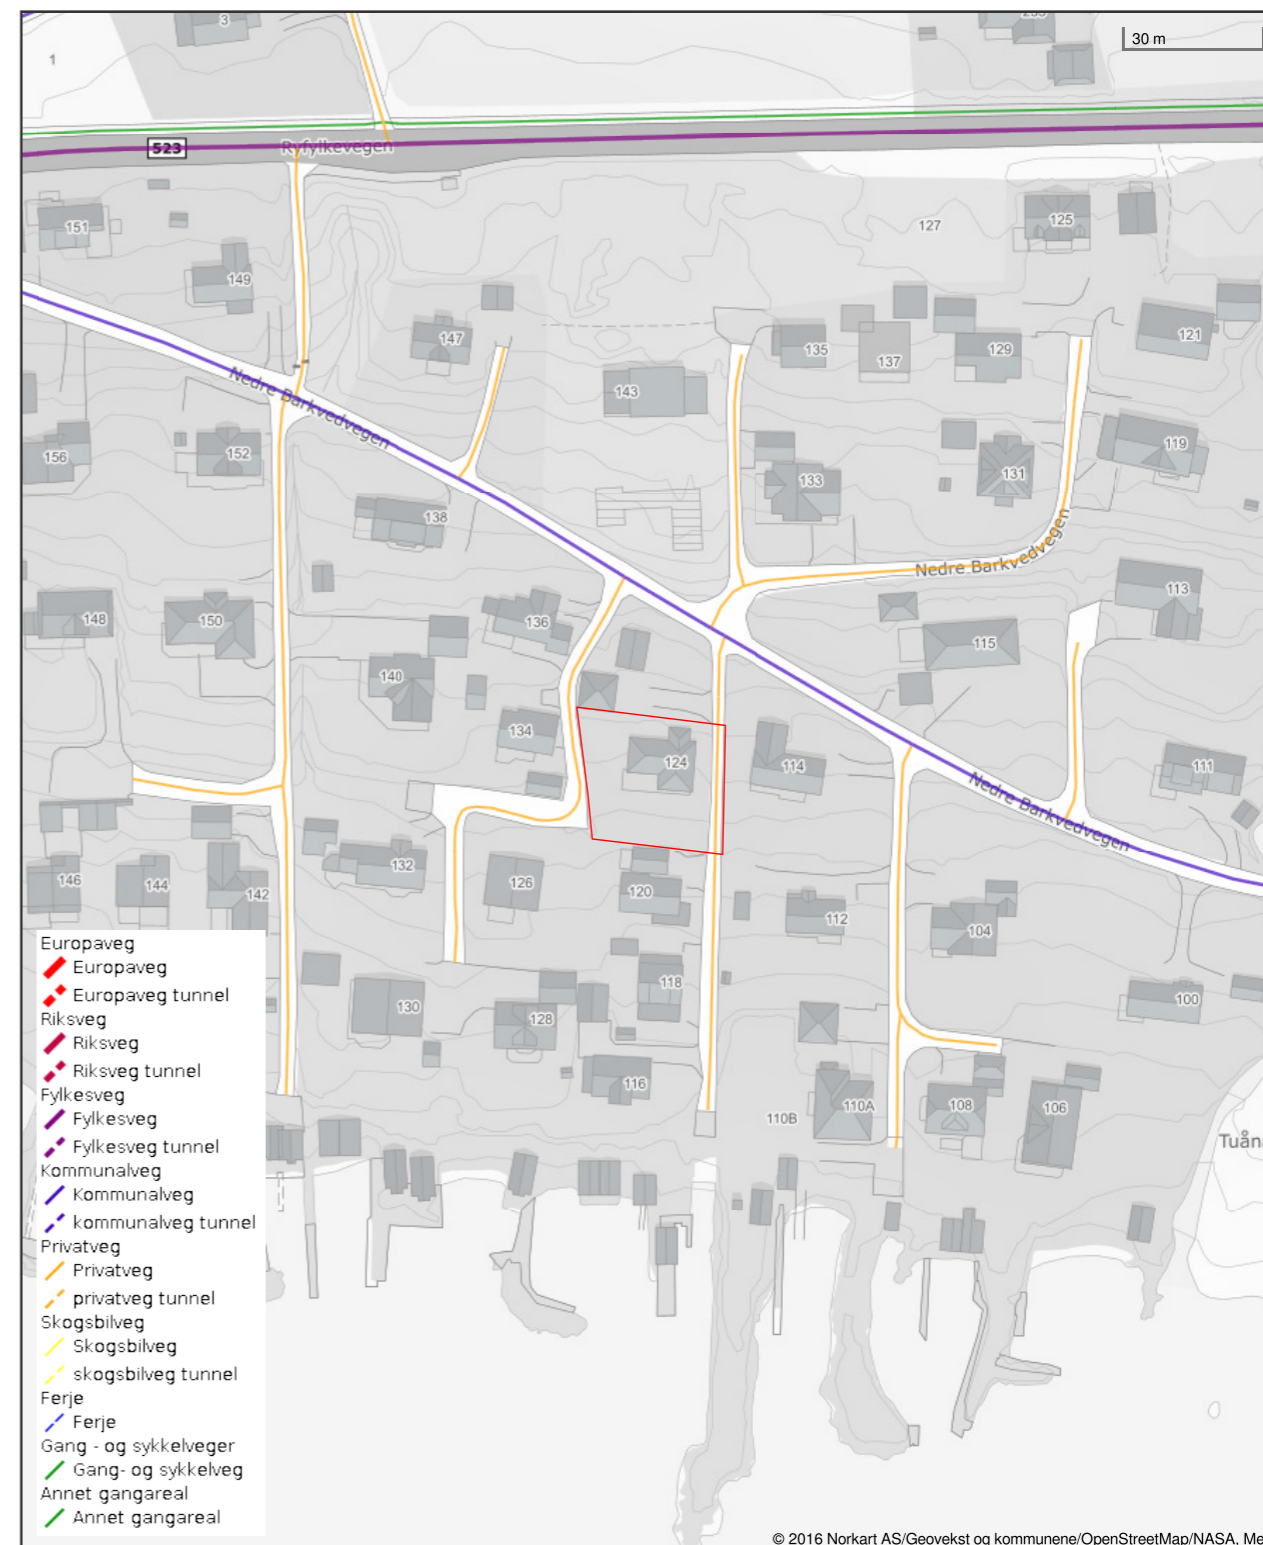 3
30 m
1
523
Ryfylkevegen
151
127
125
149
121
147
135
137
129
143
Nedre Barkvedvegen
156
152
119
133
131
138
Nedre Barkvedvegen
113
148
150
136
115
140
134
124
114
111
Nedre Barkvedvegen
132
146
144
142
126
120
112
104
118
130
128
100
116
110B
110A
108
106
Tuån
Europaveg
Europaveg
Europaveg tunnel
Riksveg
Riksveg
Riksveg tunnel
Fylkesveg
Fylkesveg
Fylkesveg tunnel
Kommunalveg
Kommunalveg
kommunalveg tunnel
Privatveg
Privatveg
privatveg tunnel
Skogsbilveg
Skogsbilveg
skogsbilveg tunnel
Ferje
Ferje
Gang - og sykkelveger
Gang- og sykkelveg
Annet gangareal
Annet gangareal
© 2016 Norkart AS/Geovekst og kommunene/OpenStreetMap/NASA, Me